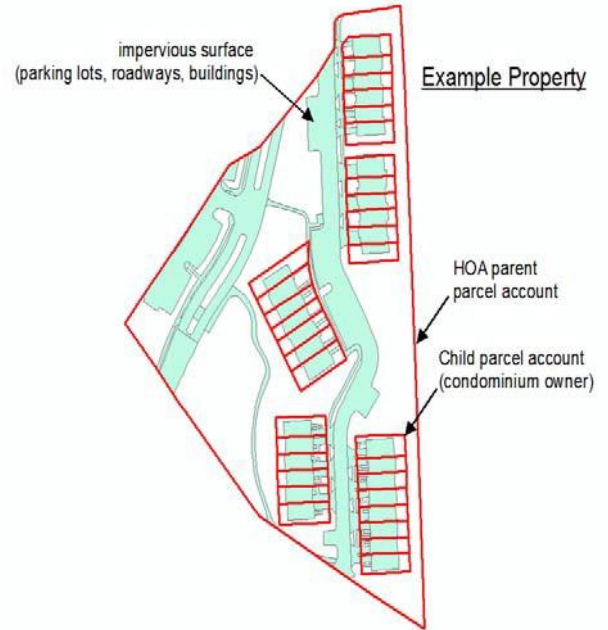 impervious surface
(parking lots, roadways, buildings)
Example Property
HOA parent
parcel account
Child parcel account
(condominium owner)